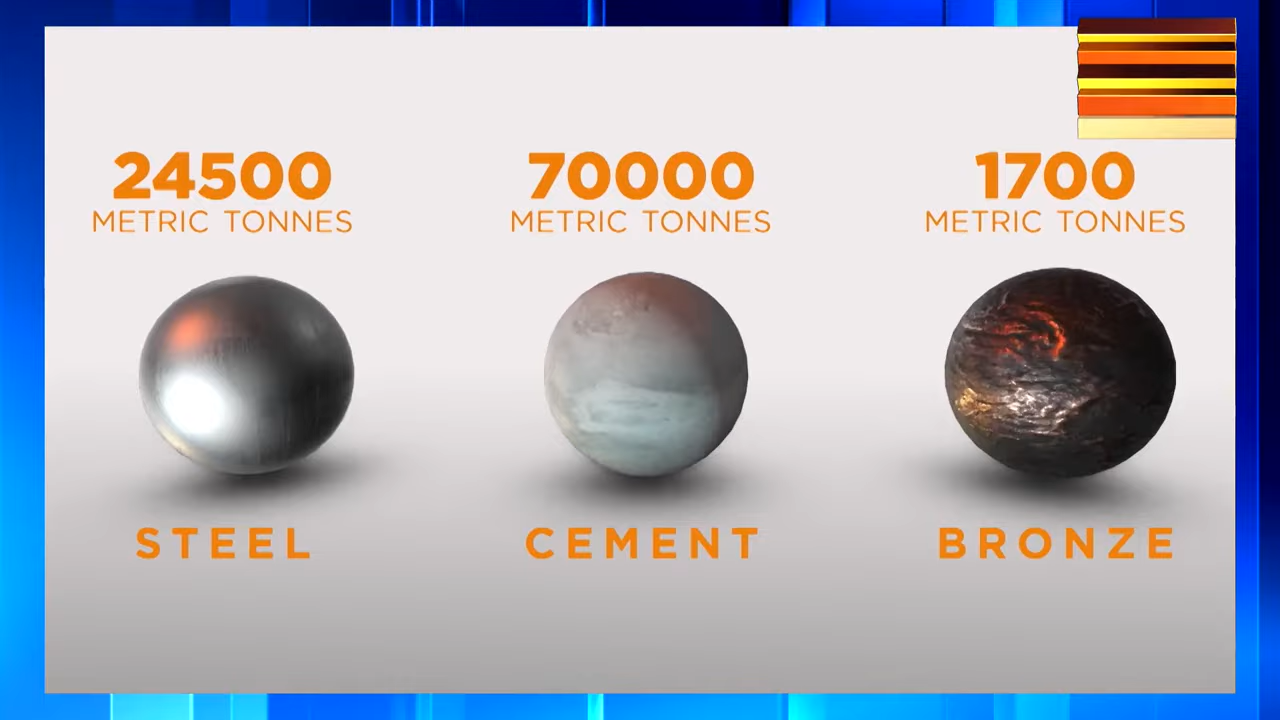 24500
METRIC TONNES
STEEL
70000
METRIC TONNES
CEMENT
1700
METRIC TONNES
BRONZE